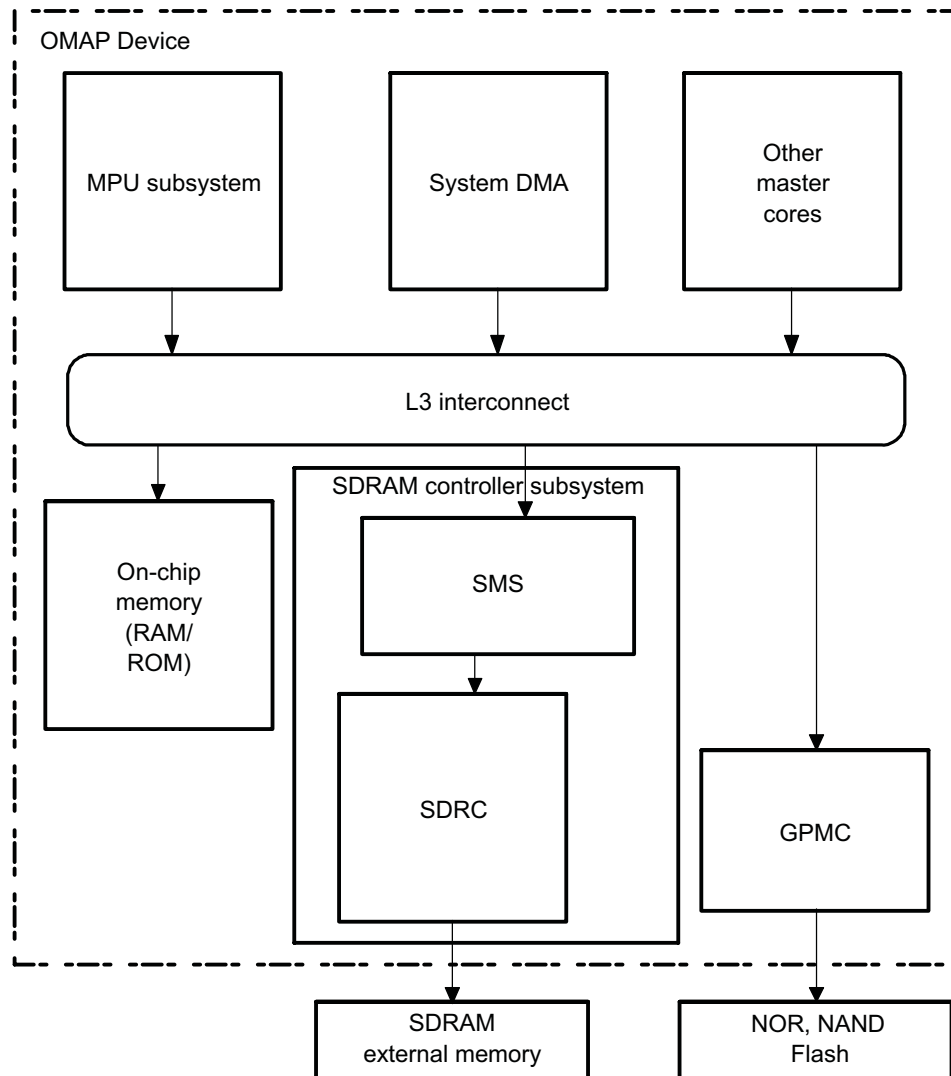 OMAP Device
MPU subsystem
System DMA
Other
master
cores
L3 interconnect
SDRAM controller subsystem
On-chip
memory
(RAM/
ROM)
SMS
SDRC
GPMC
SDRAM
external memory
NOR, NAND
Flash